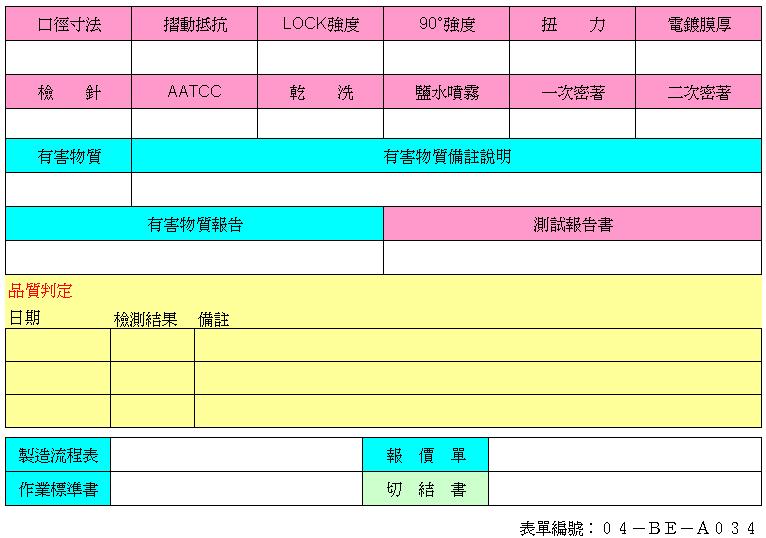 口徑寸法 摺動抵抗 LOCK強度 90°強度 扭 力 電鍍膜厚
檢 針 AATCC 乾 洗 鹽水噴霧 一次密著 二次密著
有害物質 有害物質備註說明
有害物質報告 測試報告書
品質判定
日期 檢測結果 備註
製造流程表 報 價 單
作業標準書 切 結 書
表單編號：０４－ＢＥ－Ａ０３４